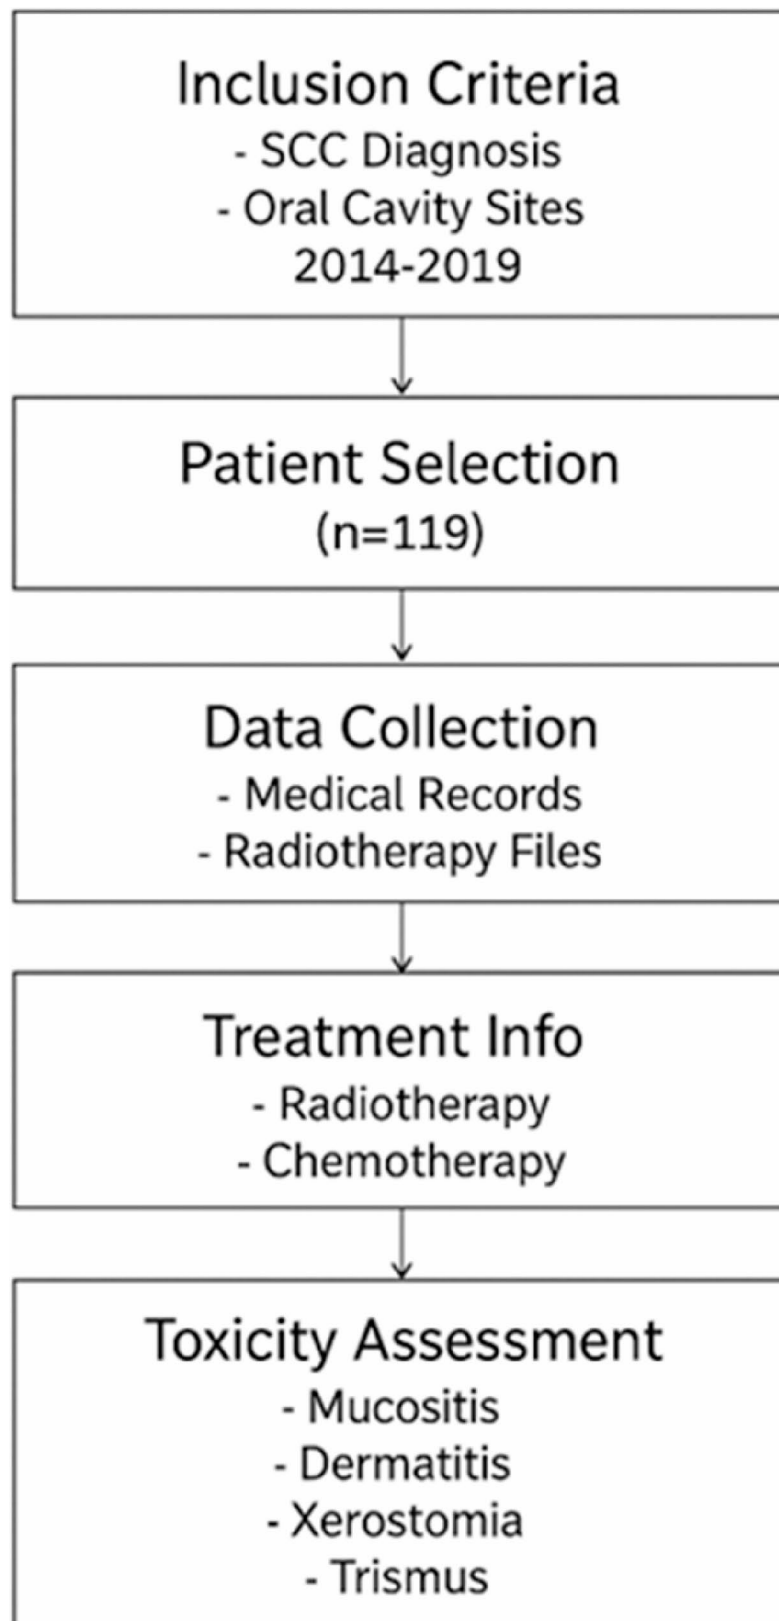 Inclusion Criteria
- SCC Diagnosis
- Oral Cavity Sites
2014-2019
Patient Selection
(n=119)
Data Collection
- Medical Records
- Radiotherapy Files
Treatment Info
- Radiotherapy
- Chemotherapy
Toxicity Assessment
- Mucositis
- Dermatitis
- Xerostomia
- Trismus